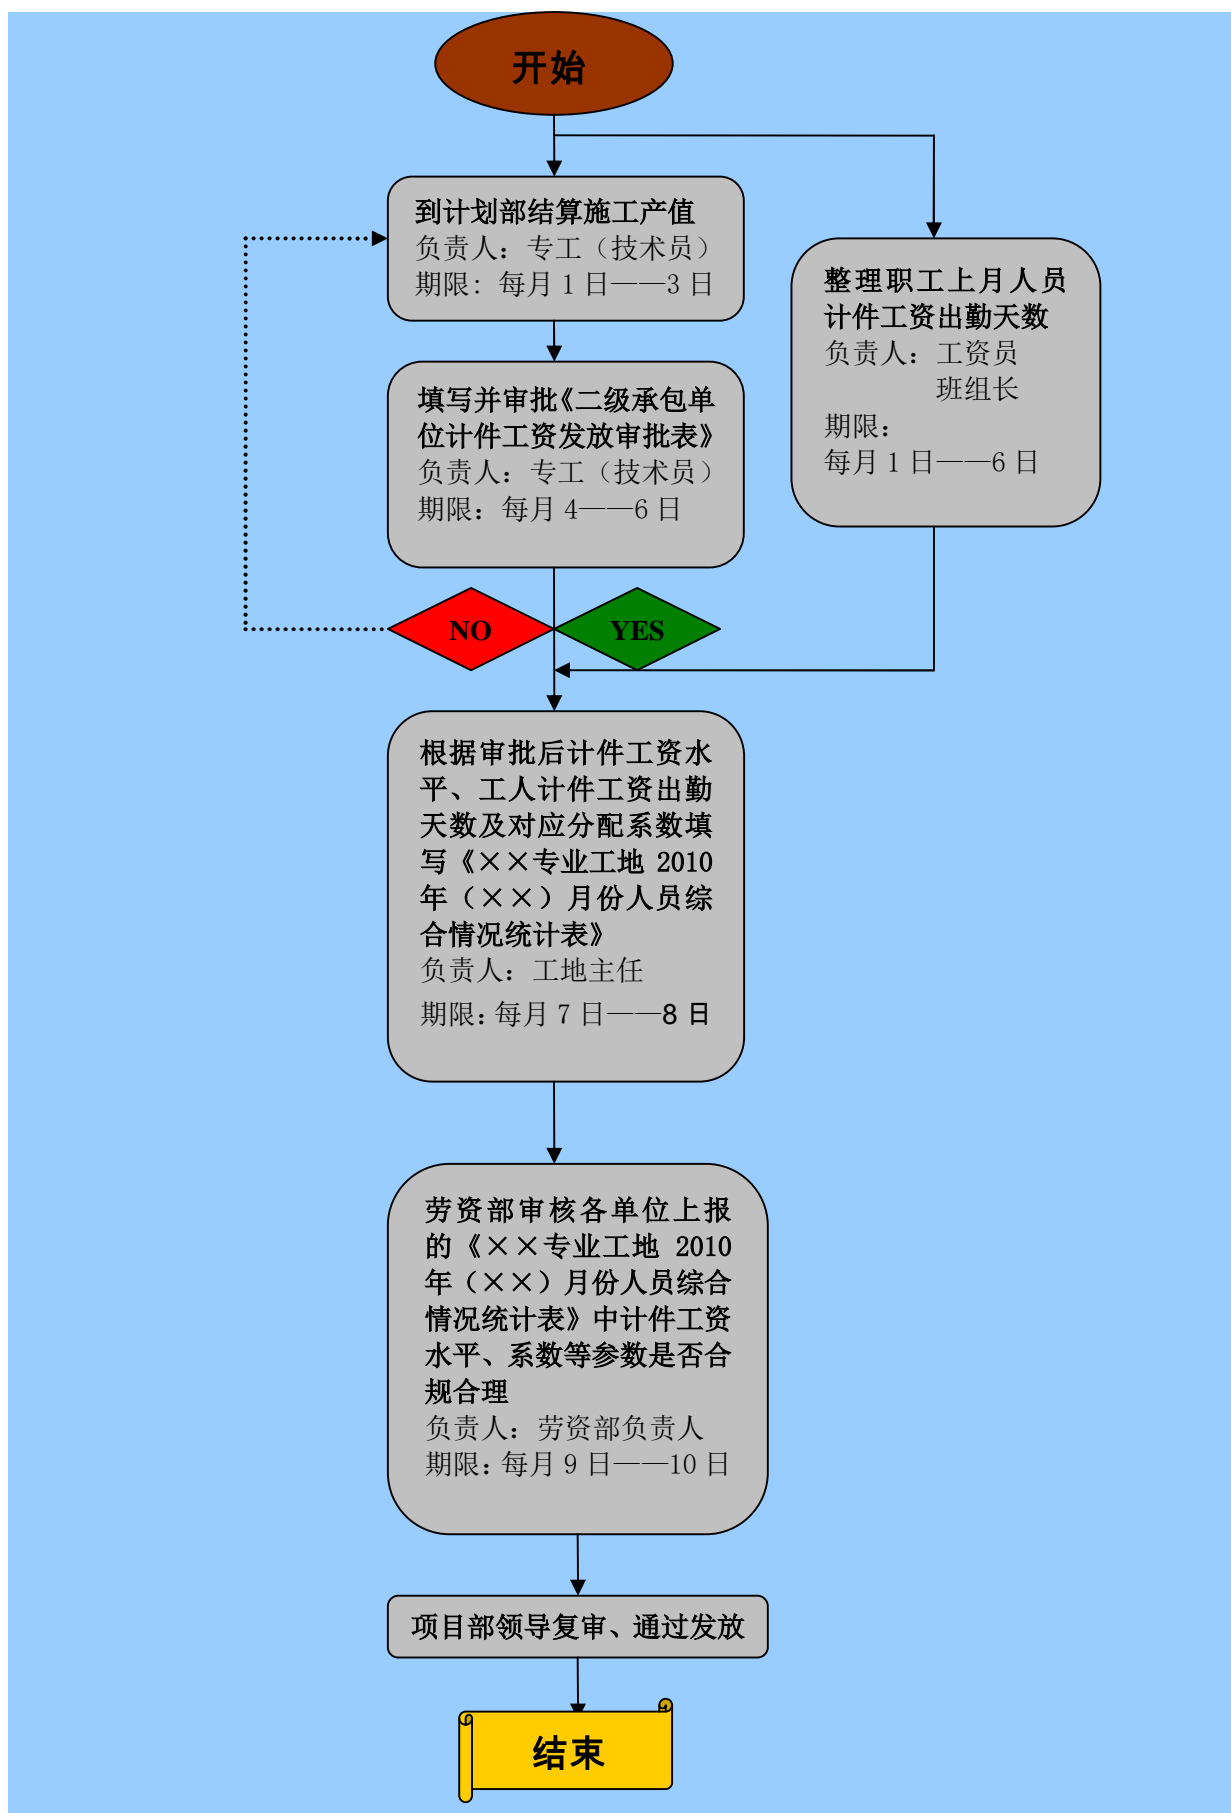 开始
到计划部结算施工产值
负责人：专工（技术员）
期限：每月1日——3日
整理职工上月人员
计件工资出勤天数
负责人：工资员
班组长
期限：
每月1日——6日
填写并审批《二级承包单
位计件工资发放审批表》
负责人：专工（技术员）
期限：每月4——6日
NO
YES
根据审批后计件工资水
平、工人计件工资出勤
天数及对应分配系数填
写《××专业工地 2010
年（××）月份人员综
合情况统计表》
负责人：工地主任
期限：每月7日——8日
劳资部审核各单位上报
的《××专业工地 2010
年（××）月份人员综合
情况统计表》中计件工资
水平、系数等参数是否合
规合理
负责人：劳资部负责人
期限：每月9日——10日
项目部领导复审、通过发放
结束